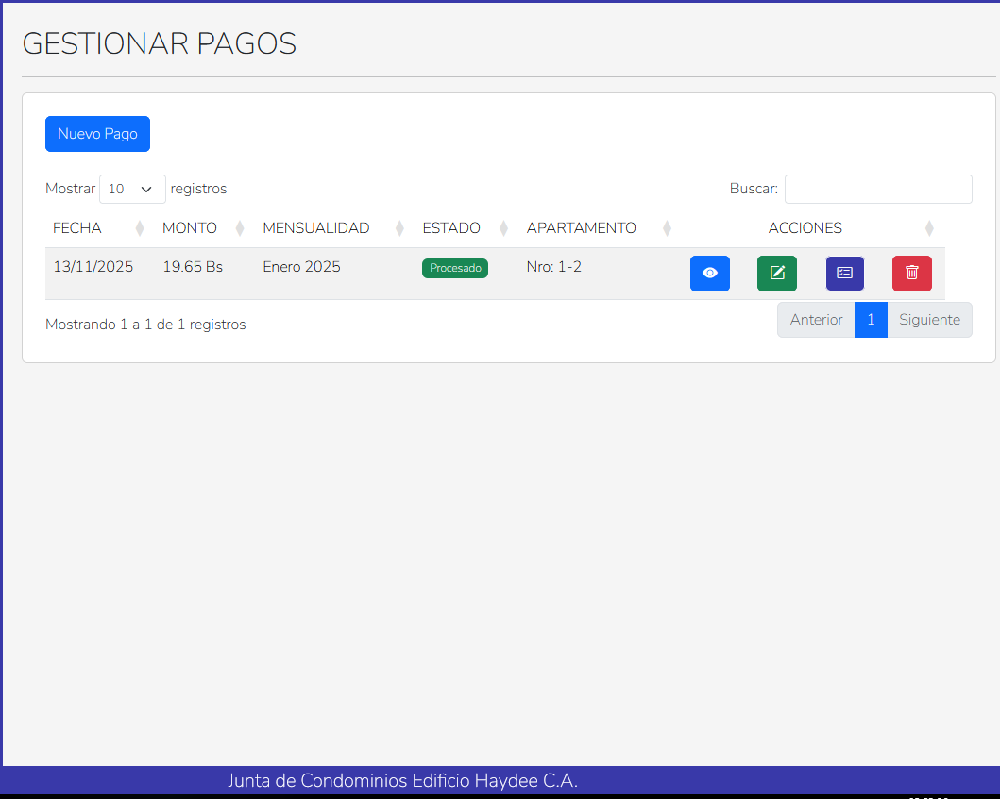 GESTIONAR PAGOS
Nuevo Pago
Mostrar 10 registros Buscar:
FECHA MONTO MENSUALIDAD ESTADO APARTAMENTO ACCIONES
13/11/2025 19.65 Bs Enero 2025 Procesado Nro: 1-2
Mostrando 1 a 1 de 1 registros Anterior 1 Siguiente
Junta de Condominios Edificio Haydee C.A.